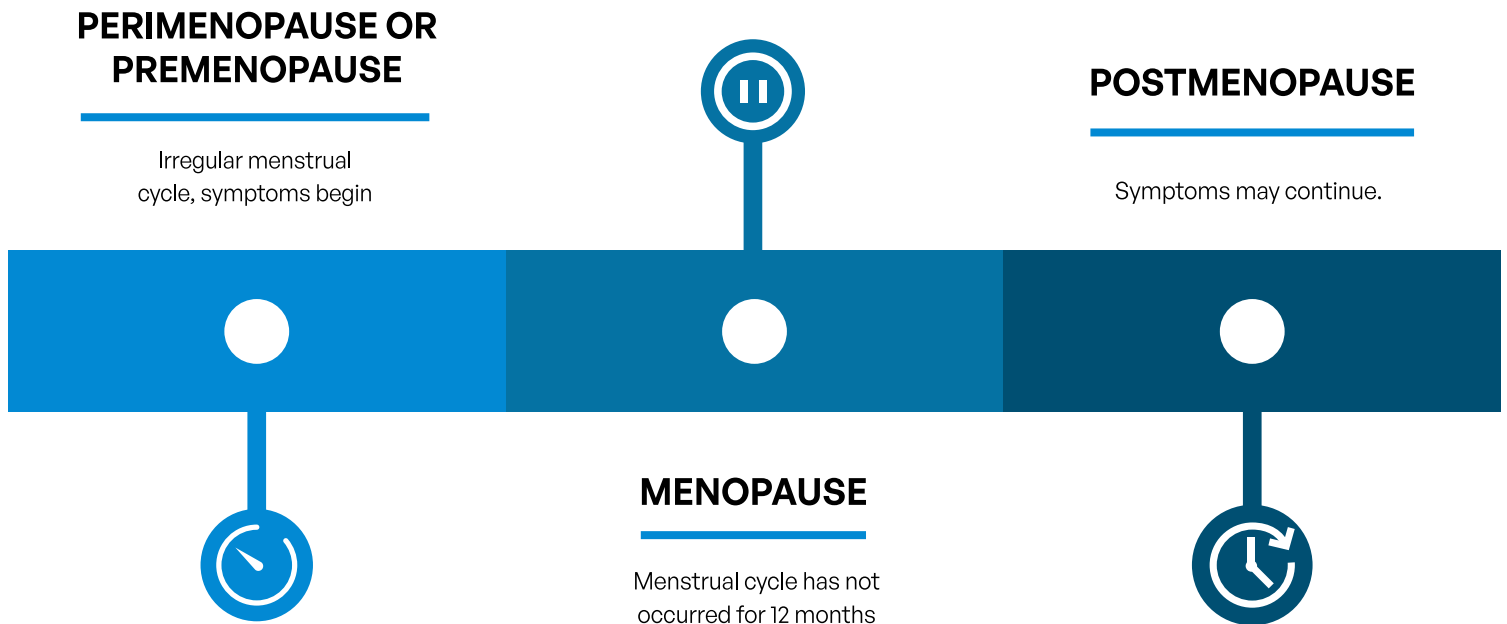 PERIMENOPAUSE OR
PREMENOPAUSE
Irregular menstrual
cycle, symptoms begin
MENOPAUSE
Menstrual cycle has not
occurred for 12 months
POSTMENOPAUSE
Symptoms may continue.